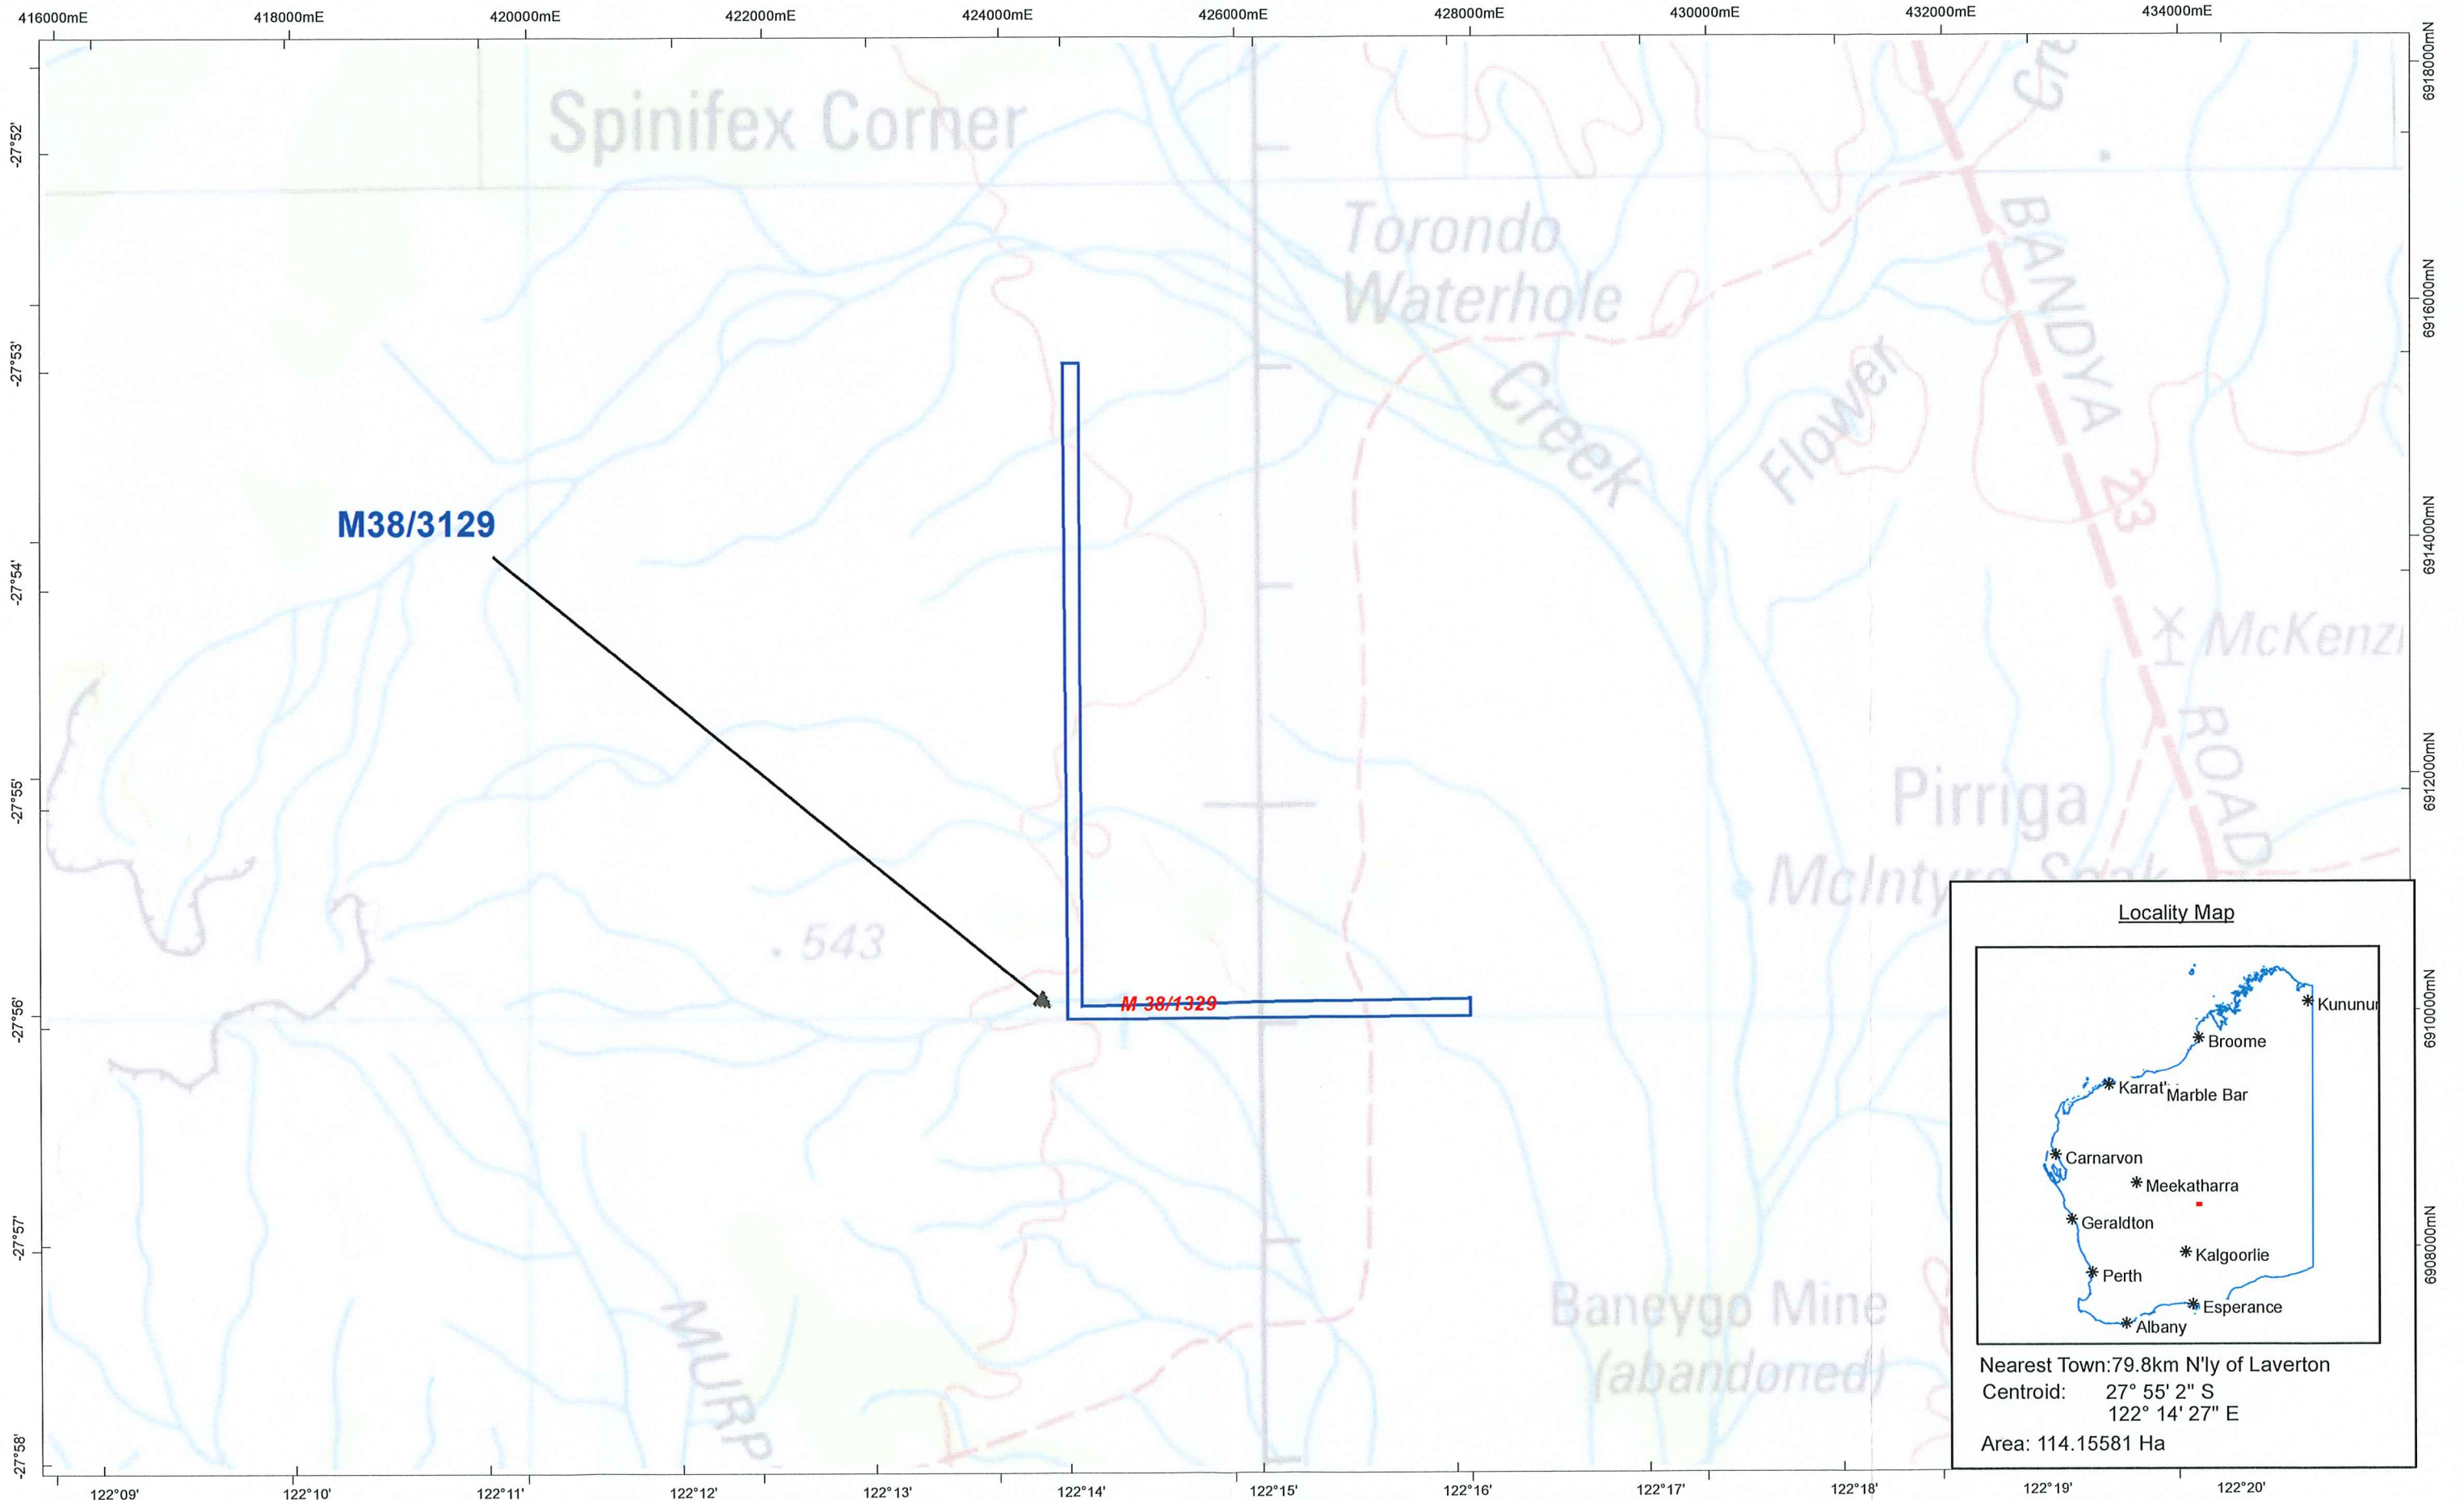 416000mE 418000mE 420000mE 422000mE 424000mE 426000mE 428000mE 430000mE 432000mE 434000mE
6918000mN
6916000mN
6914000mN
6912000mN
6910000mN
6908000mN
-27°52'
-27°53'
-27°54'
-27°55'
-27°56'
-27°57'
-27°58'
Spinifex Corner
Torondo
Waterhole
Creek
Flower
BANDYA
23
ROAD
M38/3129
McKenzi
Pirriga
McIntyre Soak
. 543
M 38/1329
Baneygo Mine
(abandoned)
MURP
Locality Map
Kununur
Broome
Karrat'
Marble Bar
Carnarvon
Meekatharra
Geraldton
Kalgoorlie
Perth
Esperance
Albany
Nearest Town:79.8km N'ly of Laverton
Centroid: 27° 55' 2" S
122° 14' 27" E
Area: 114.15581 Ha
122°09' 122°10' 122°11' 122°12' 122°13' 122°14' 122°15' 122°16' 122°17' 122°18' 122°19' 122°20'